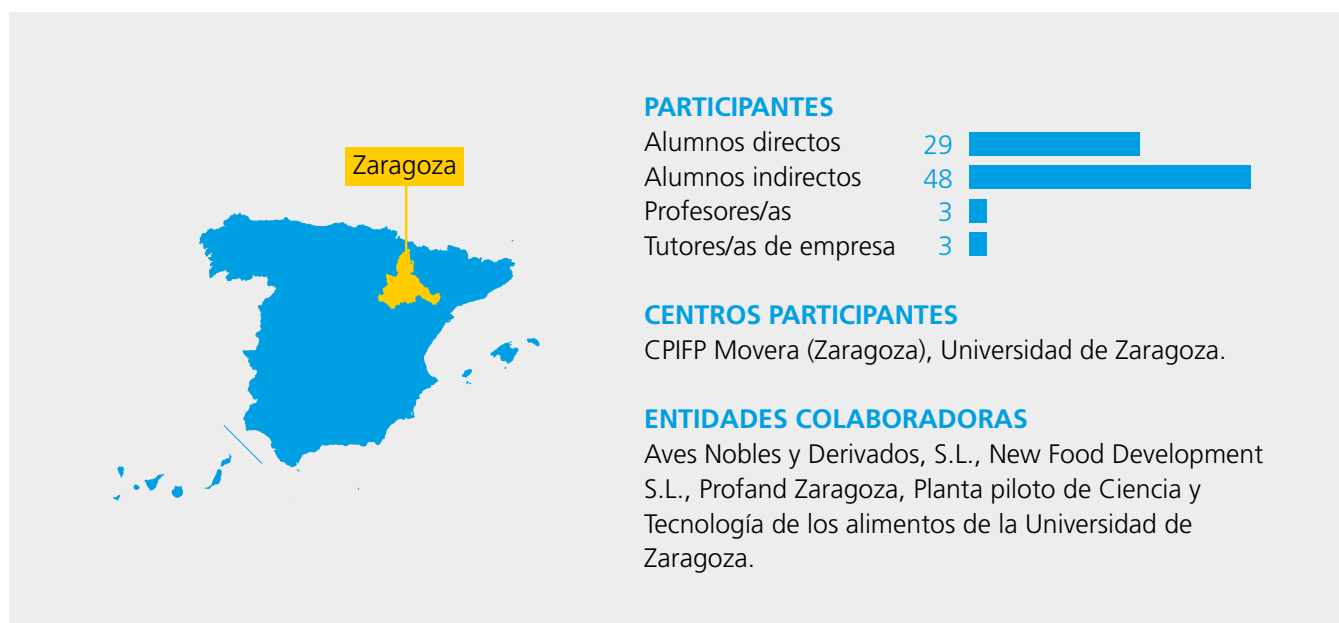 Zaragoza
PARTICIPANTES
Alumnos directos 29
Alumnos indirectos 48
Profesores/as 3
Tutores/as de empresa 3
CENTROS PARTICIPANTES
CPIFP Movera (Zaragoza), Universidad de Zaragoza.
ENTIDADES COLABORADORAS
Aves Nobles y Derivados, S.L., New Food Development
S.L., Profand Zaragoza, Planta piloto de Ciencia y
Tecnología de los alimentos de la Universidad de
Zaragoza.